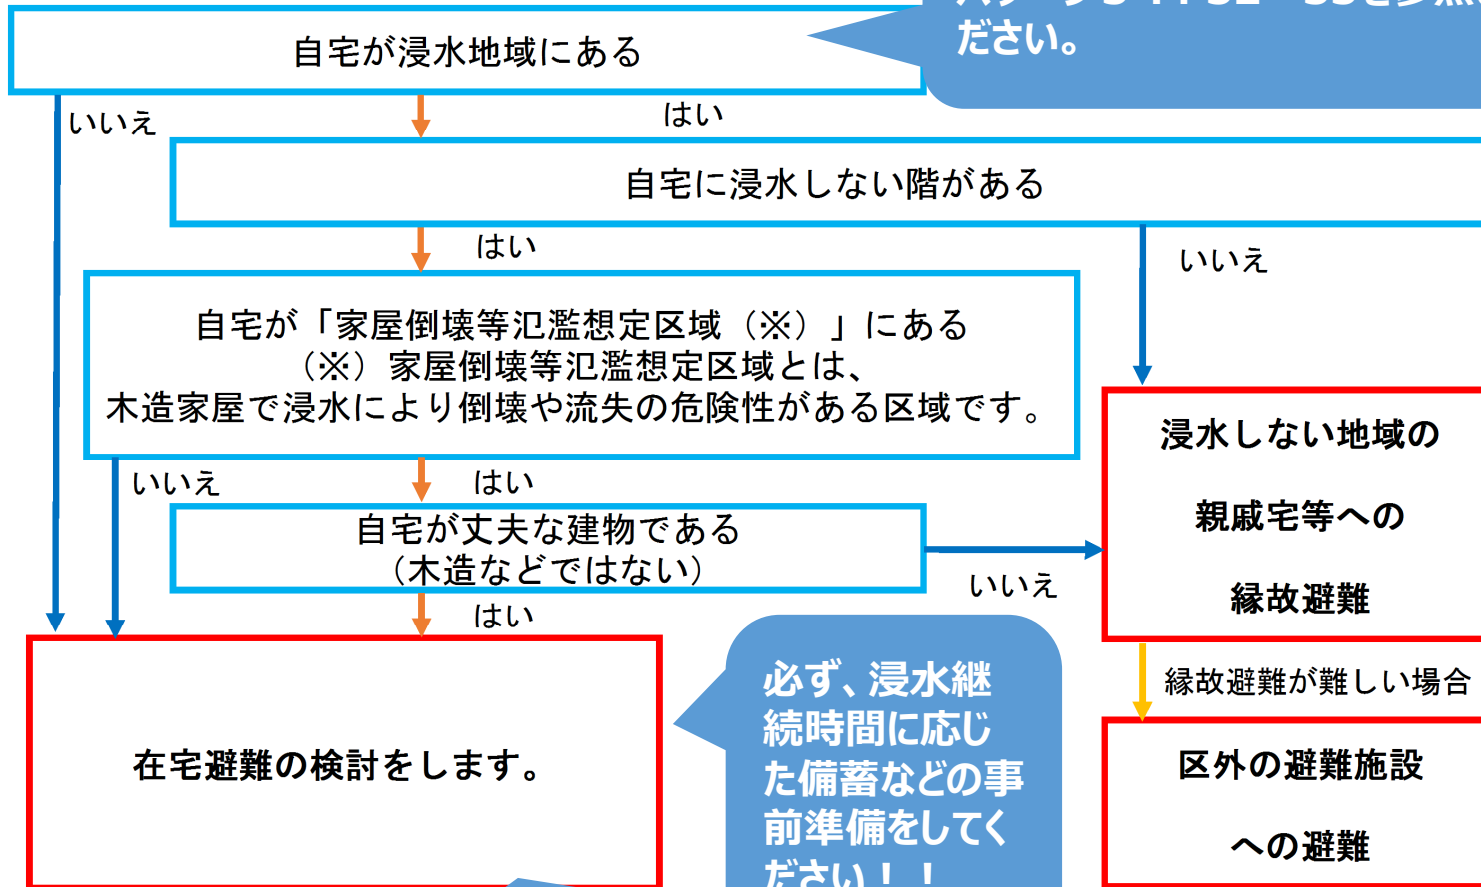 ださい。
自宅が浸水地域にある
いいえ
はい
自宅に浸水しない階がある
はい
いいえ
自宅が「家屋倒壊等氾濫想定区域（※）」にある
（※）家屋倒壊等氾濫想定区域とは、
木造家屋で浸水により倒壊や流失の危険性がある区域です。
いいえ
はい
自宅が丈夫な建物である
（木造などではない）
いいえ
はい
浸水しない地域の
親戚宅等への
縁故避難
縁故避難が難しい場合
区外の避難施設
への避難
在宅避難の検討をします。
必ず、浸水継
続時間に応じ
た備蓄などの事
前準備をしてく
ださい！！